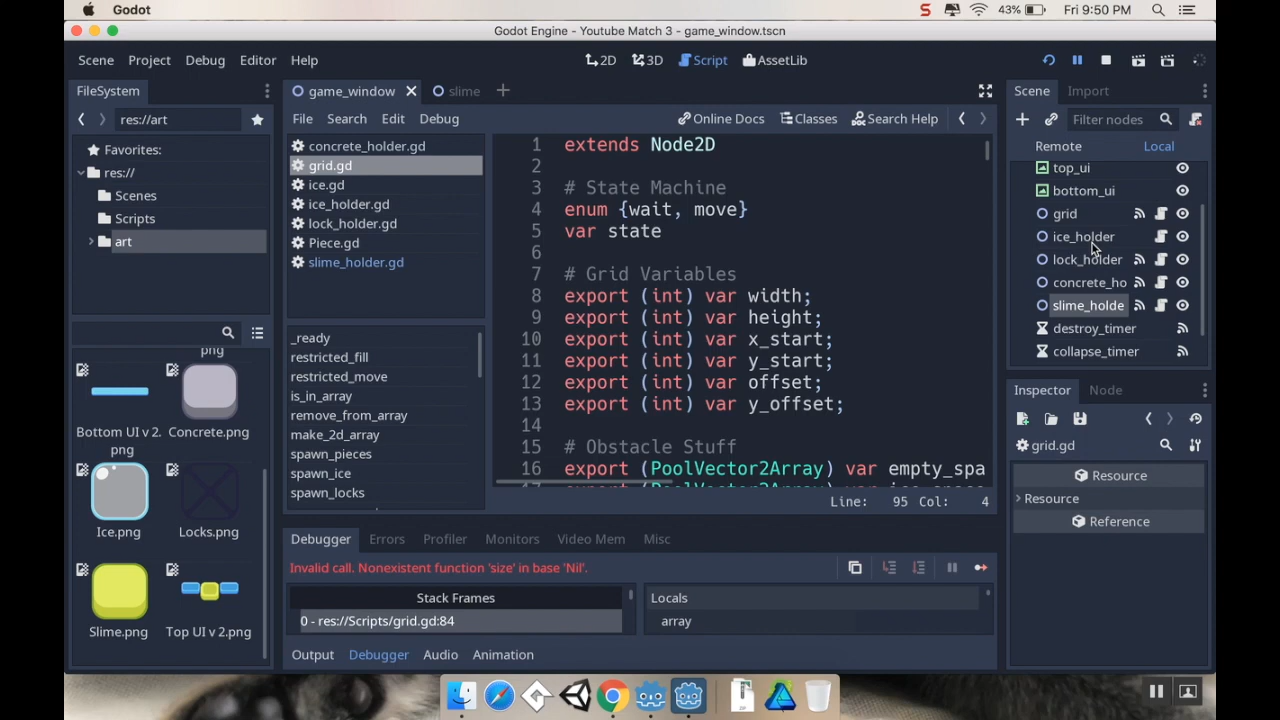 Godot
43%
Fri 9:50 PM
Godot Engine - Youtube Match 3 - game_window.tscn
Scene Project Debug Editor Help
2D 3D Script AssetLib
FileSystem
res://art
Favorites:
res://
Scenes
Scripts
art
png
Bottom UI v 2.
png
Concrete.png
Ice.png
Locks.png
Slime.png
Top UI v 2.png
game_window
slime
File Search Edit Debug
Online Docs Classes Search Help
concrete_holder.gd
grid.gd
ice.gd
ice_holder.gd
lock_holder.gd
Piece.gd
slime_holder.gd
_ready
restricted_fill
restricted_move
is_in_array
remove_from_array
make_2d_array
spawn_pieces
spawn_ice
spawn_locks
1 extends Node2D
2
3 # State Machine
4 enum {wait, move}
5 var state
6
7 # Grid Variables
8 export (int) var width;
9 export (int) var height;
10 export (int) var x_start;
11 export (int) var y_start;
12 export (int) var offset;
13 export (int) var y_offset;
14
15 # Obstacle Stuff
16 export (PoolVector2Array) var empty_spa
Line: 95 Col: 4
Debugger Errors Profiler Monitors Video Mem Misc
Invalid call. Nonexistent function 'size' in base 'Nil'.
Stack Frames
0 - res://Scripts/grid.gd:84
Locals
array
Output Debugger Audio Animation
Scene Import
Filter nodes
Remote Local
top_ui
bottom_ui
grid
ice_holder
lock_holder
concrete_ho
slime_holde
destroy_timer
collapse_timer
Inspector Node
grid.gd
Resource
Resource
Reference